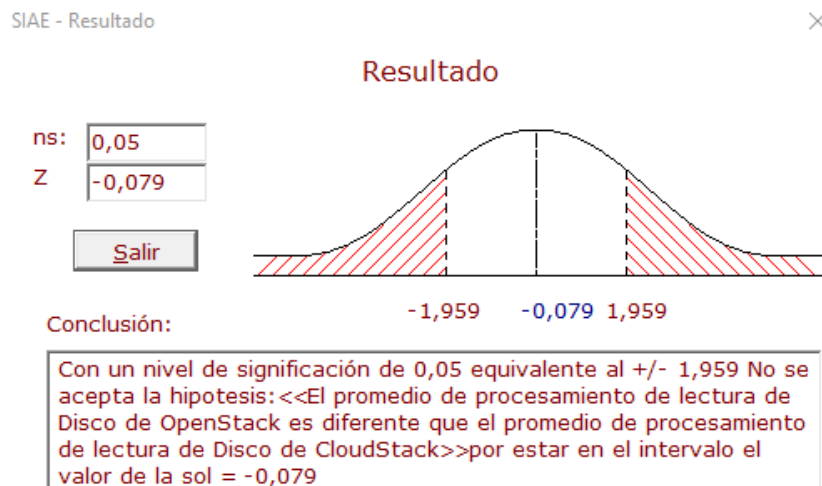 SIAE - Resultado
Resultado
ns: 0,05
Z -0,079
Salir
-1,959 -0,079 1,959
Conclusión:
Con un nivel de significación de 0,05 equivalente al +/- 1,959 No se
acepta la hipotesis:<<El promedio de procesamiento de lectura de
Disco de OpenStack es diferente que el promedio de procesamiento
de lectura de Disco de CloudStack>>por estar en el intervalo el
valor de la sol = -0,079